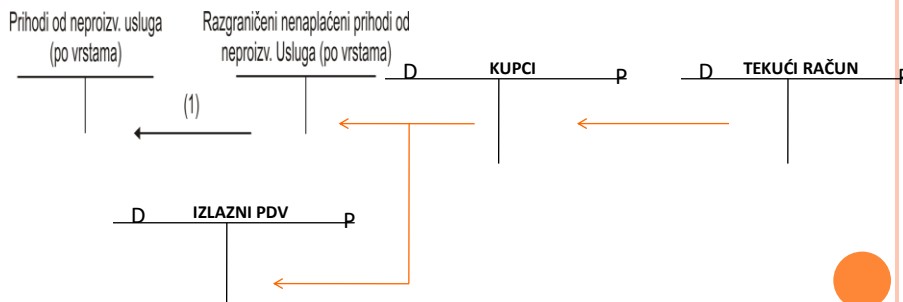 Prihodi od neproizv. usluga
(po vrstama)
Razgraničeni nenaplaćeni prihodi od
neproizv. Usluga (po vrstama)
D KUPCI P
D TEKUĆI RAČUN P
(1)
D IZLAZNI PDV P